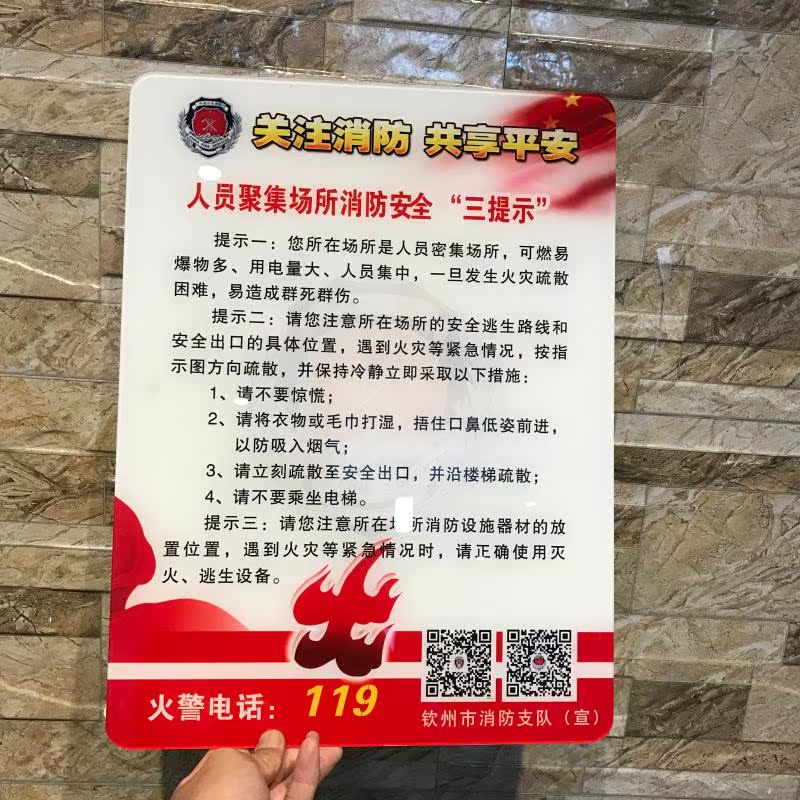 关注消防 共享平安
人员聚集场所消防安全“三提示”
提示一：您所在场所是人员密集场所，可燃易
爆物多、用电量大、人员集中，一旦发生火灾疏散
困难，易造成群死群伤。
提示二：请您注意所在场所的安全逃生路线和
安全出口的具体位置，遇到火灾等紧急情况，按指
示图方向疏散，并保持冷静立即采取以下措施：
1、请不要惊慌；
2、请将衣物或毛巾打湿，捂住口鼻低姿前进，
以防吸入烟气；
3、请立刻疏散至安全出口，并沿楼梯疏散；
4、请不要乘坐电梯。
提示三：请您注意所在场所消防设施器材的放
置位置，遇到火灾等紧急情况时，请正确使用灭
火、逃生设备。
火警电话：119
钦州市消防支队（宣）